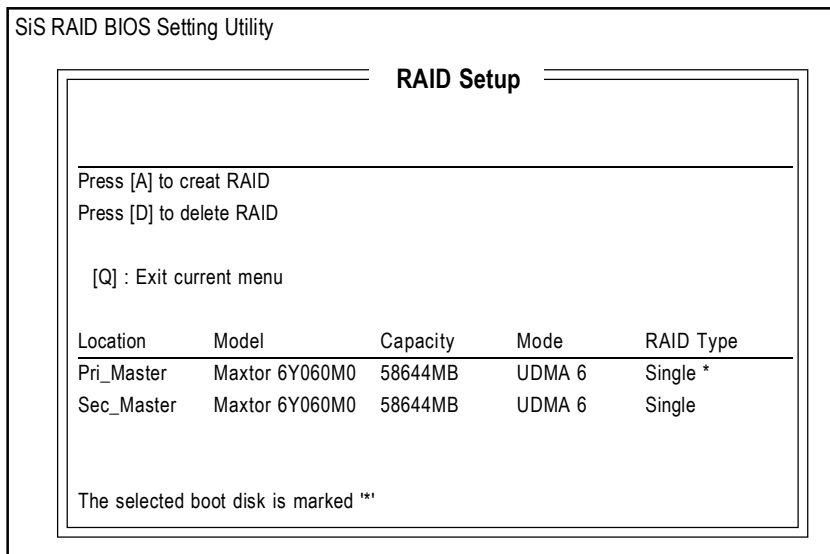 SiS RAID BIOS Setting Utility
RAID Setup
Press [A] to creat RAID
Press [D] to delete RAID
[Q] : Exit current menu
Location Model Capacity Mode RAID Type
Pri_Master Maxtor 6Y060M0 58644MB UDMA 6 Single *
Sec_Master Maxtor 6Y060M0 58644MB UDMA 6 Single
The selected boot disk is marked '*'